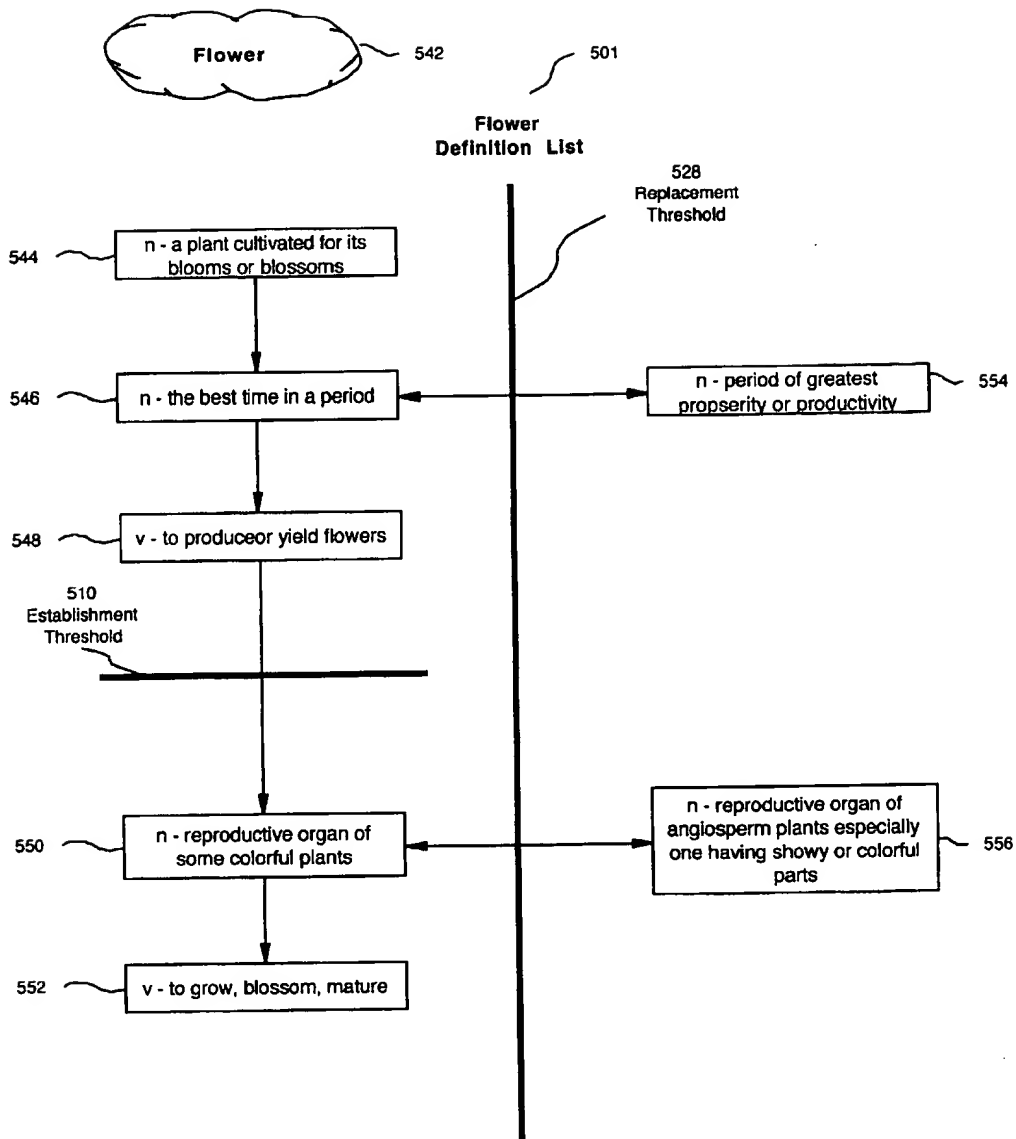 Flower
542
501
Flower
Definition List
528
Replacement
Threshold
544
n - a plant cultivated for its
blooms or blossoms
546
n - the best time in a period
n - period of greatest
propserity or productivity
554
548
v - to produceor yield flowers
510
Establishment
Threshold
550
n - reproductive organ of
some colorful plants
n - reproductive organ of
angiosperm plants especially
one having showy or colorful
parts
556
552
v - to grow, blossom, mature